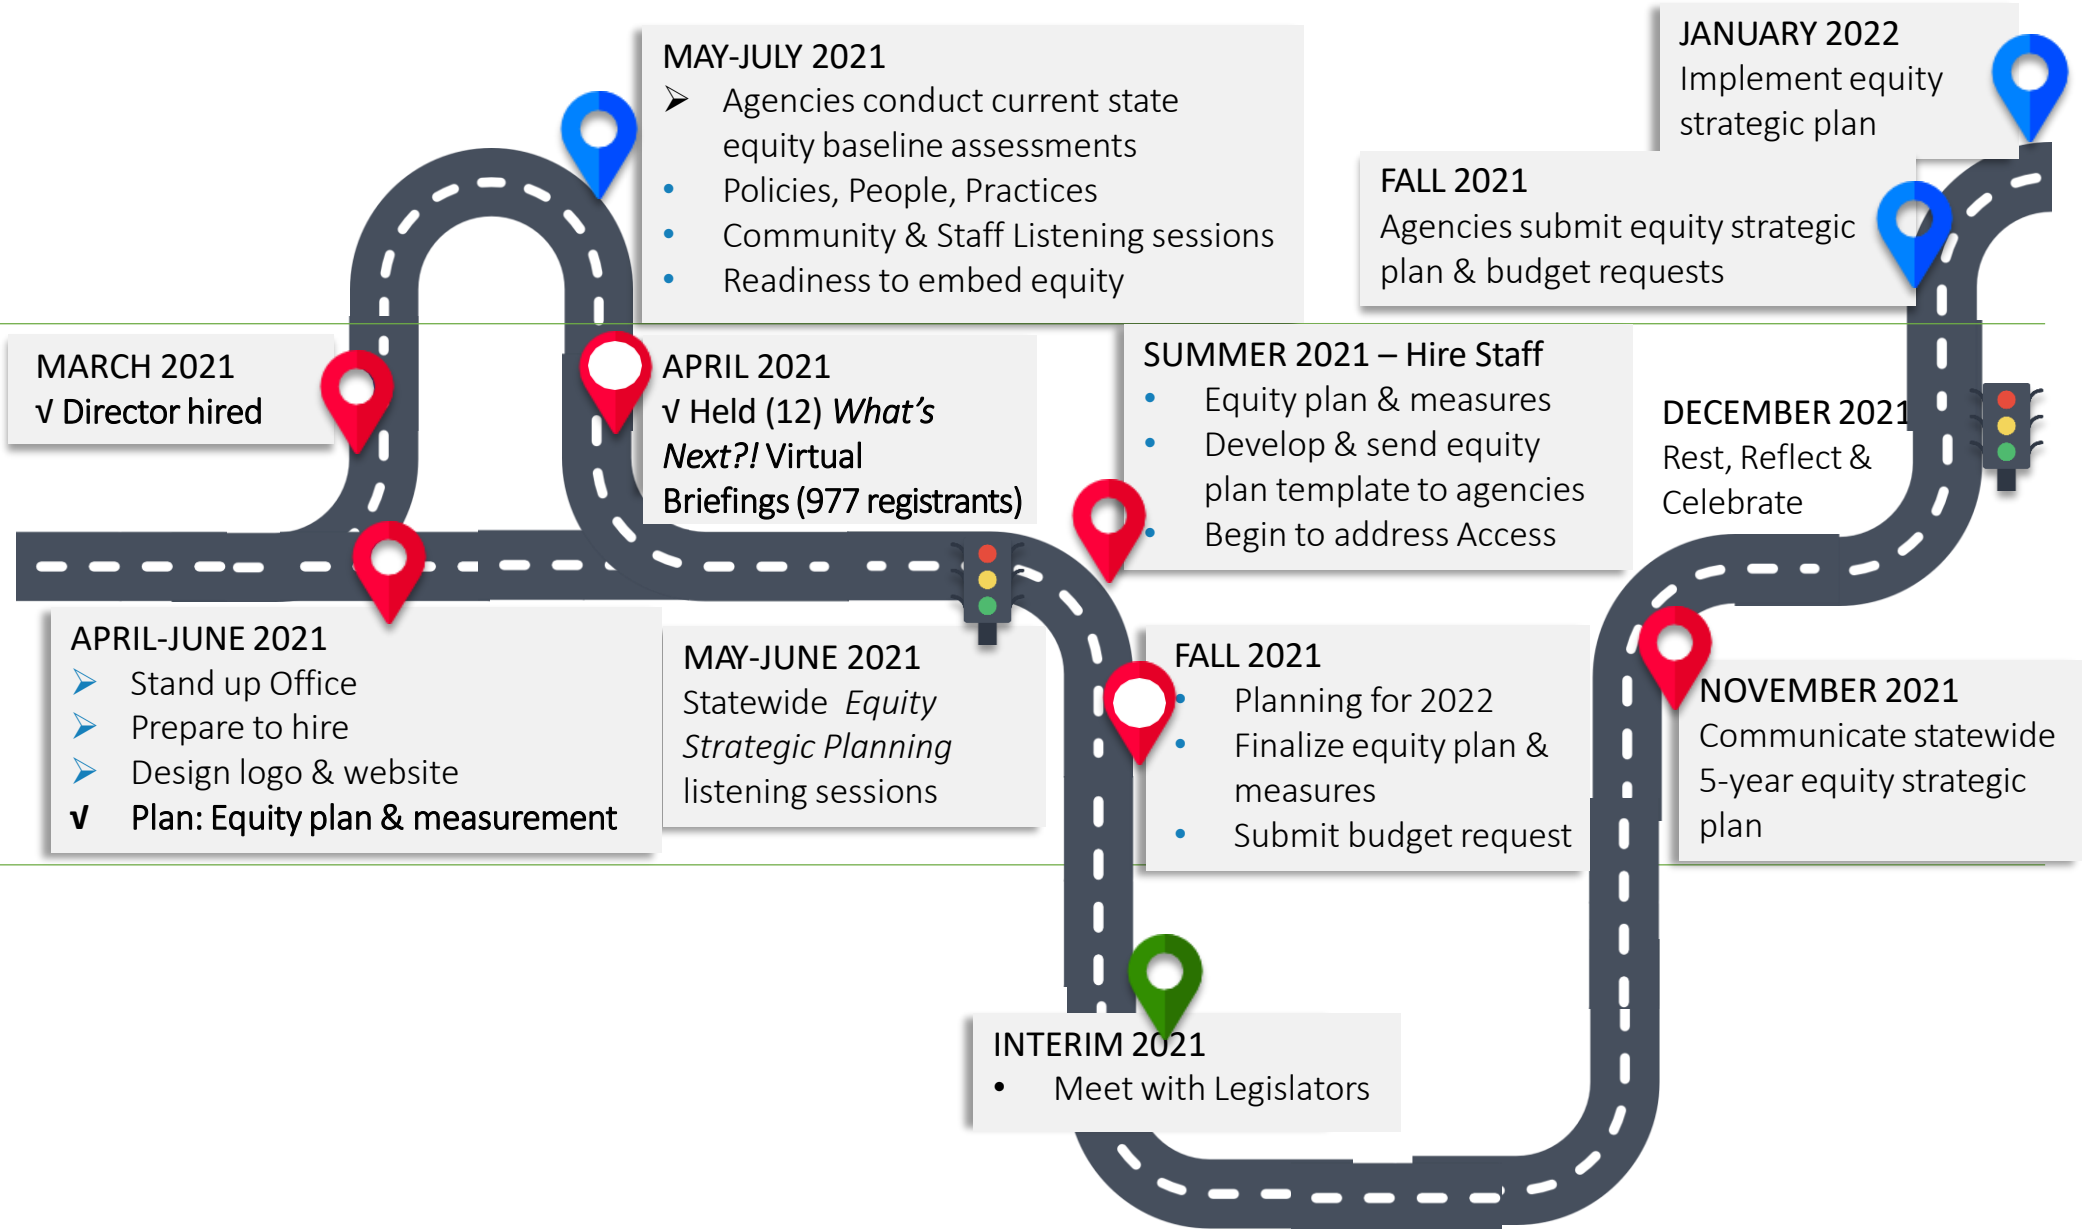 MAY-JULY 2021
➢ Agencies conduct current state
equity baseline assessments
• Policies, People, Practices
• Community & Staff Listening sessions
• Readiness to embed equity
JANUARY 2022
Implement equity
strategic plan
FALL 2021
Agencies submit equity strategic
plan & budget requests
MARCH 2021
√ Director hired
APRIL 2021
√ Held (12) What’s
Next?! Virtual
Briefings (977 registrants)
SUMMER 2021 – Hire Staff
• Equity plan & measures
• Develop & send equity
plan template to agencies
• Begin to address Access
DECEMBER 2021
Rest, Reflect &
Celebrate
APRIL-JUNE 2021
➢ Stand up Office
➢ Prepare to hire
➢ Design logo & website
√ Plan: Equity plan & measurement
MAY-JUNE 2021
Statewide Equity
Strategic Planning
listening sessions
FALL 2021
• Planning for 2022
• Finalize equity plan &
measures
• Submit budget request
NOVEMBER 2021
Communicate statewide
5-year equity strategic
plan
INTERIM 2021
• Meet with Legislators